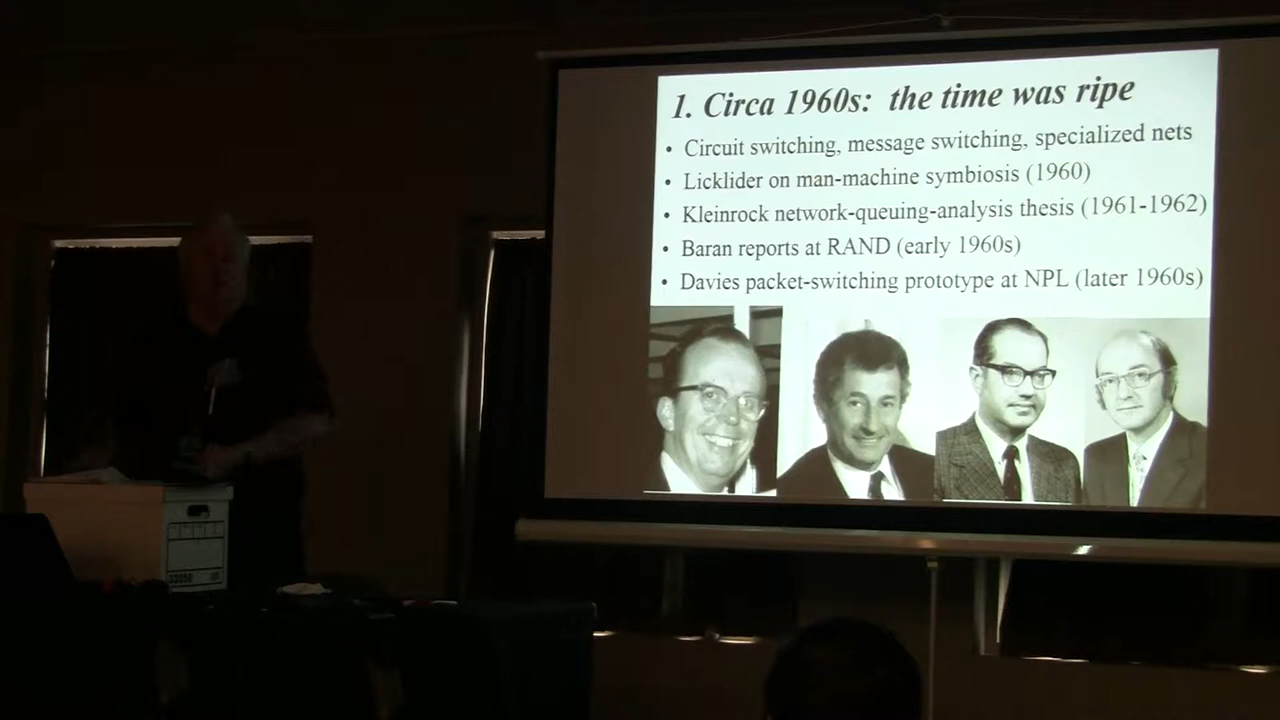 1. Circa 1960s: the time was ripe
• Circuit switching, message switching, specialized nets
• Licklider on man-machine symbiosis (1960)
• Kleinrock network-queuing-analysis thesis (1961-1962)
• Baran reports at RAND (early 1960s)
• Davies packet-switching prototype at NPL (later 1960s)